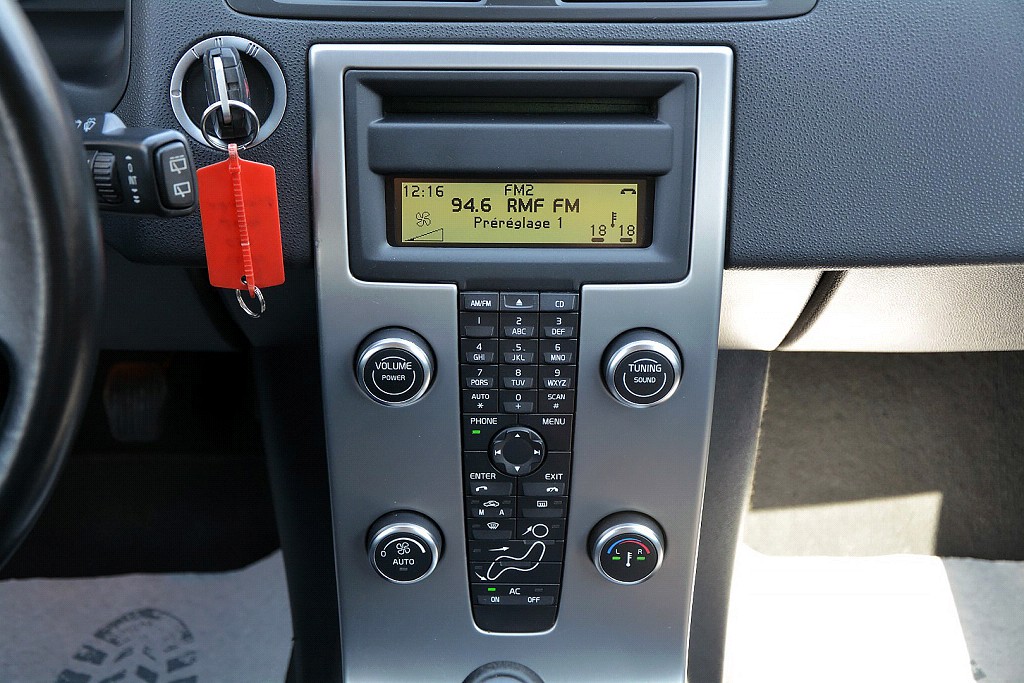 12:16 FM2
94.6 RMF FM
Préréglage 1
18 18
AM/FM CD
1 2 3
ABC DEF
4 .5. 6
GHI JKL MNO
7 8 9
PQRS TUV WXYZ
AUTO 0 SCAN
* + #
PHONE MENU
ENTER EXIT
M A
AC
ON OFF
VOLUME
POWER
TUNING
SOUND
0
AUTO
L R